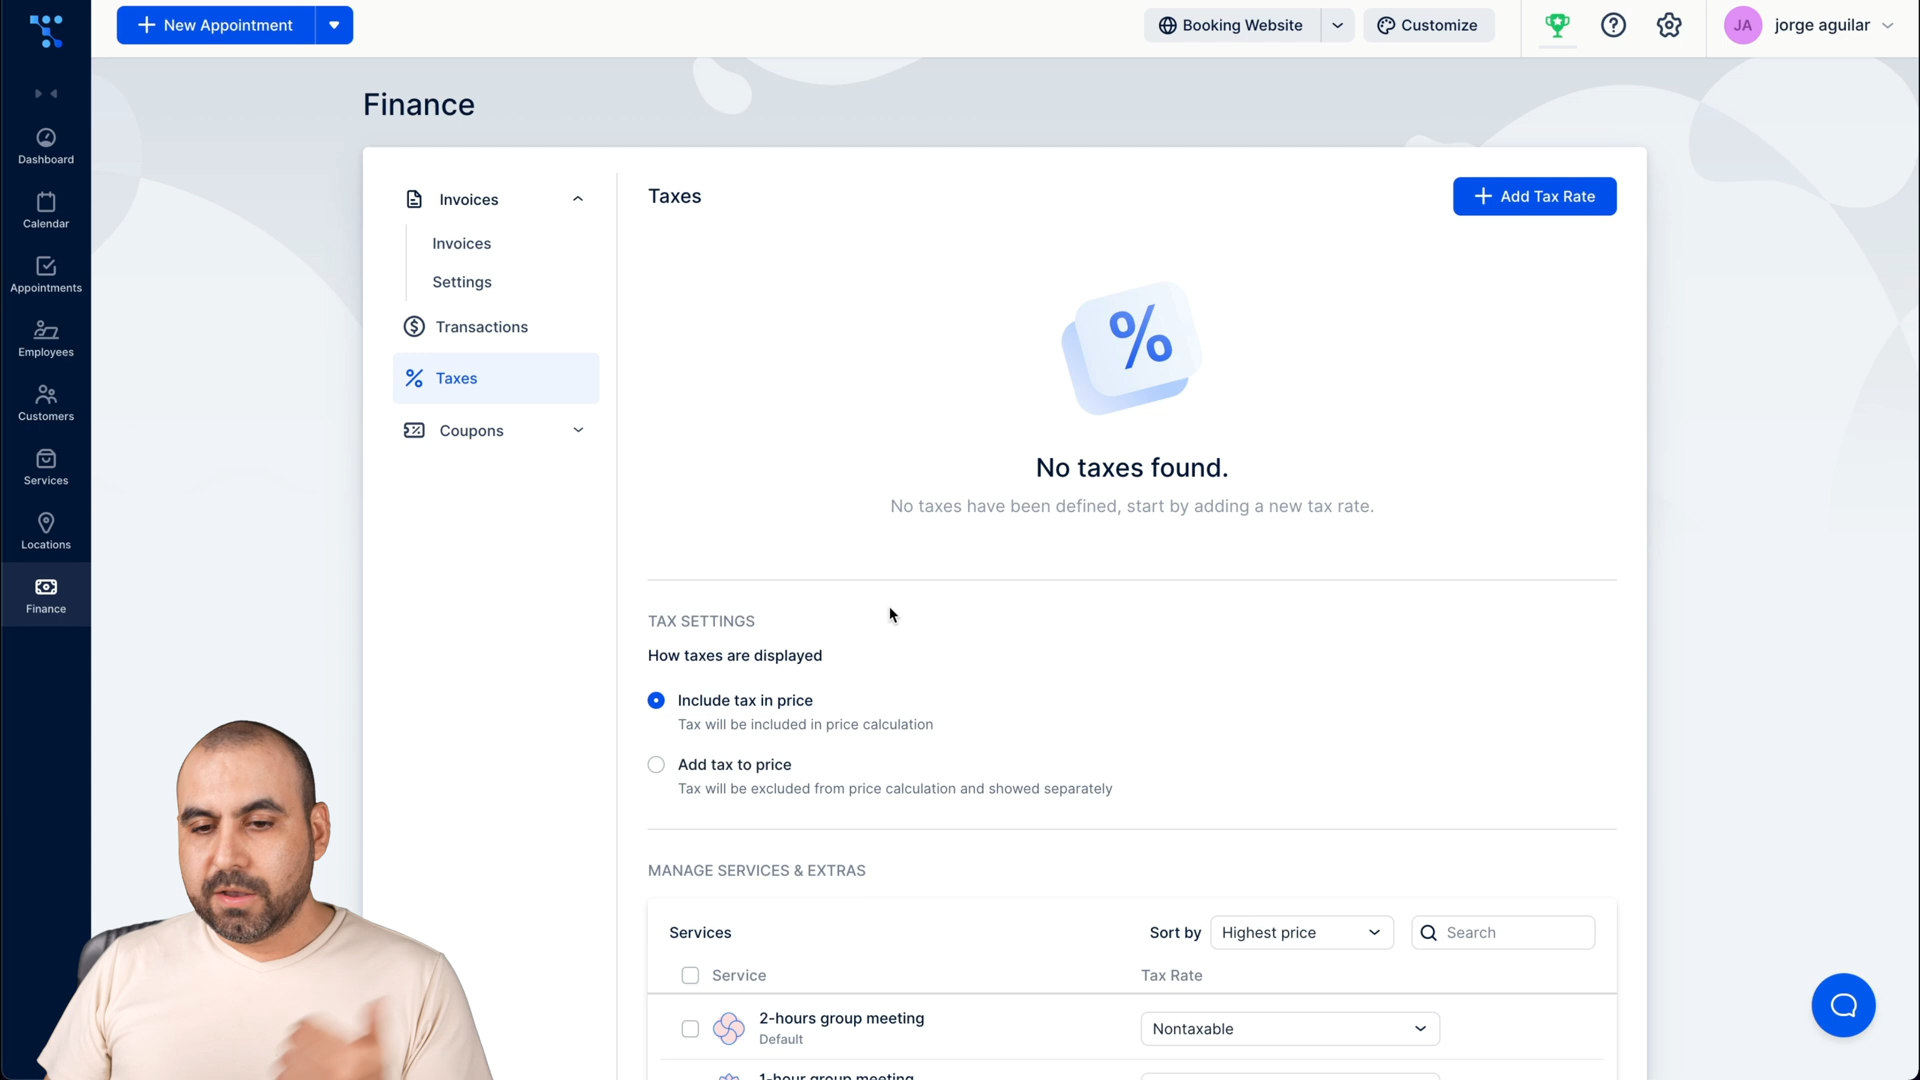 New Appointment
Booking Website
Customize
JA
jorge aguilar
Finance
Dashboard
Calendar
Appointments
Employees
Customers
Services
Locations
Finance
Invoices
Invoices
Settings
Transactions
Taxes
Coupons
Taxes
Add Tax Rate
%
No taxes found.
No taxes have been defined, start by adding a new tax rate.
TAX SETTINGS
How taxes are displayed
Include tax in price
Tax will be included in price calculation
Add tax to price
Tax will be excluded from price calculation and showed separately
MANAGE SERVICES & EXTRAS
Services
Sort by
Highest price
Search
Service
Tax Rate
2-hours group meeting
Default
Nontaxable
1-hour group meeting